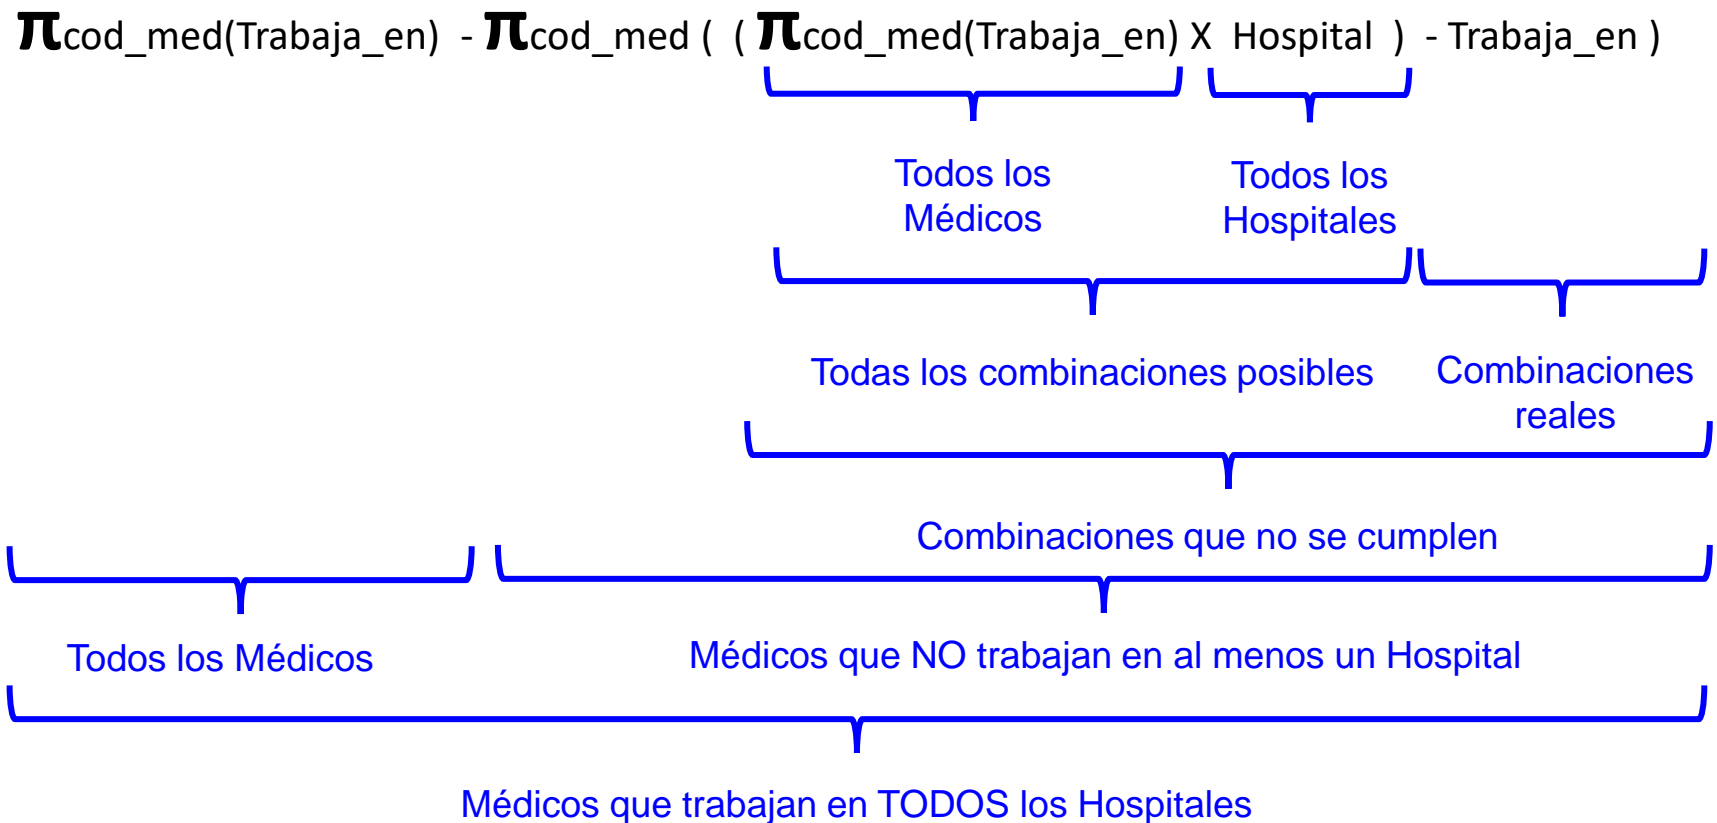 πcod_med(Trabaja_en) - πcod_med ( ( πcod_med(Trabaja_en) X Hospital ) - Trabaja_en )
Todos los
Médicos
Todos los
Hospitales
Todas los combinaciones posibles
Combinaciones
reales
Combinaciones que no se cumplen
Todos los Médicos
Médicos que NO trabajan en al menos un Hospital
Médicos que trabajan en TODOS los Hospitales